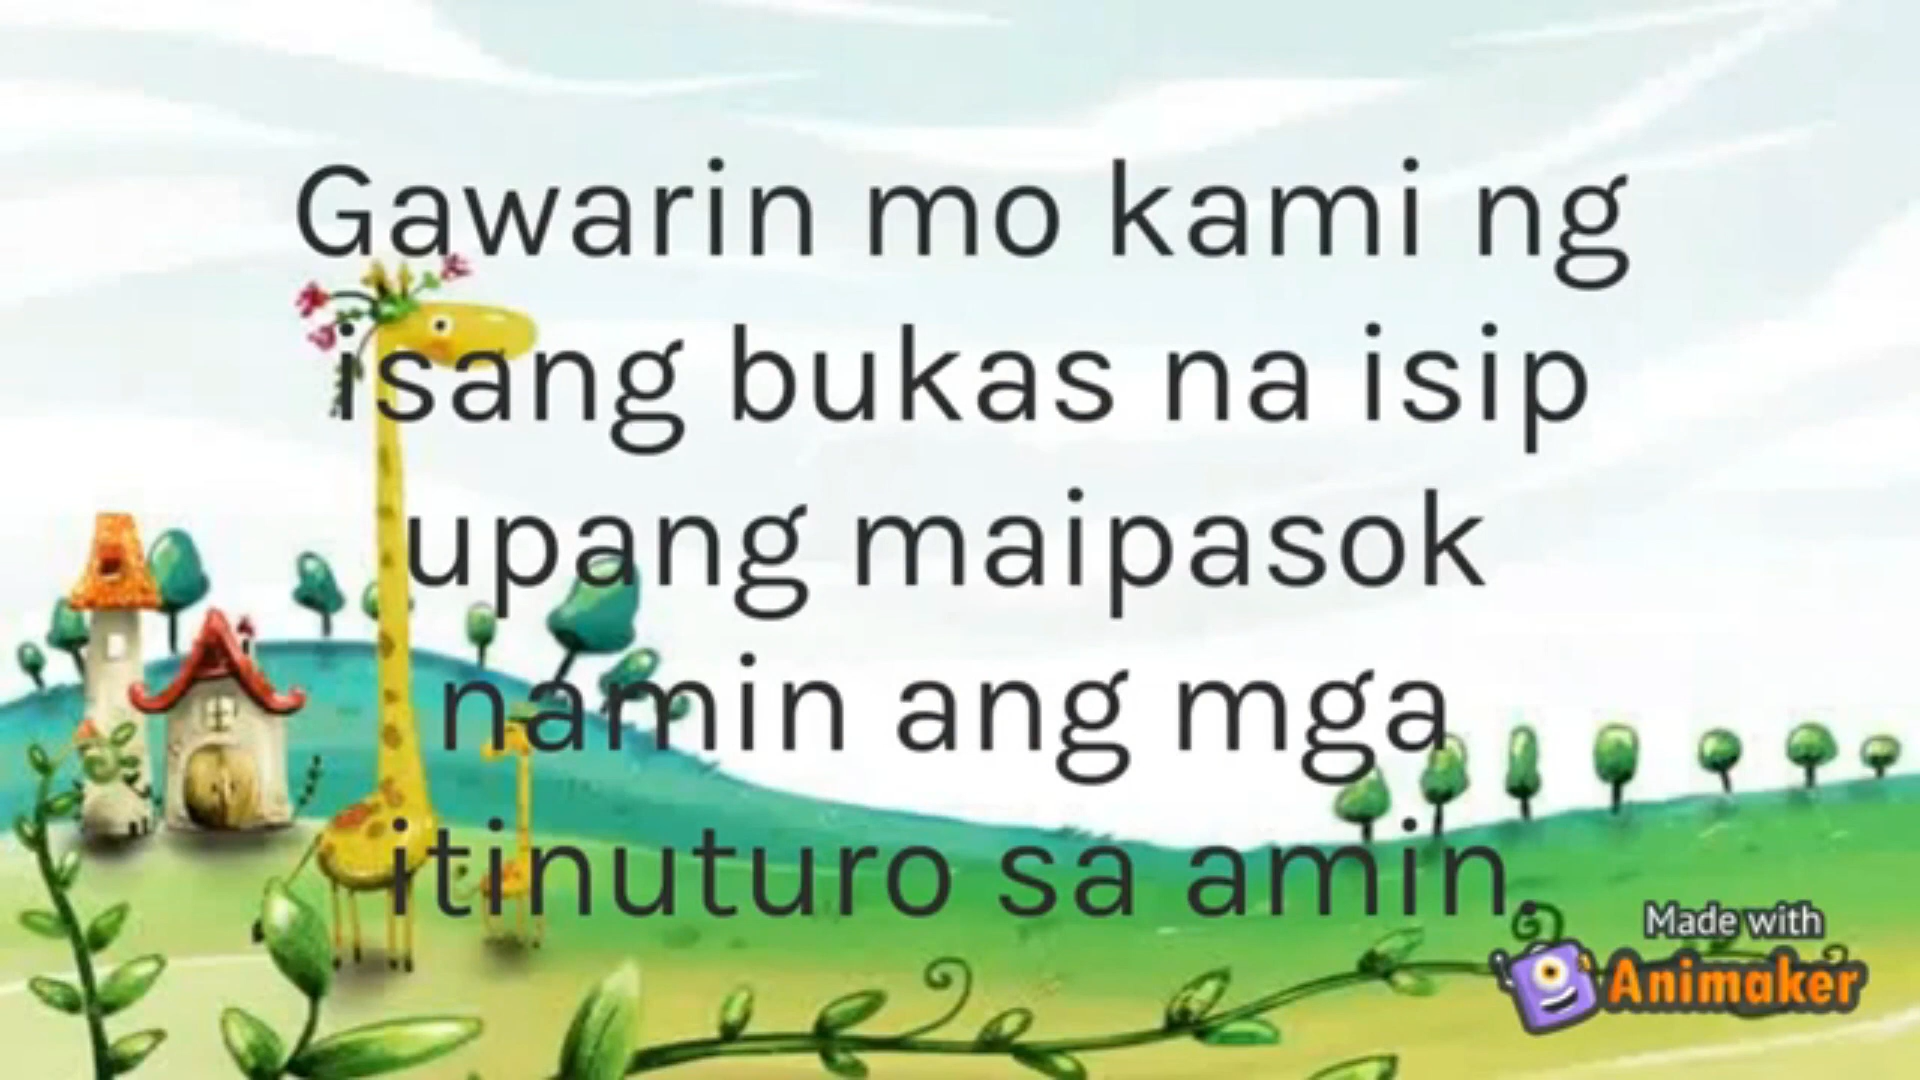 Gawarin mo kami ng
isang bukas na isip
upang maipasok
namin ang mga
itinuturo sa amin.
Made with
Animaker